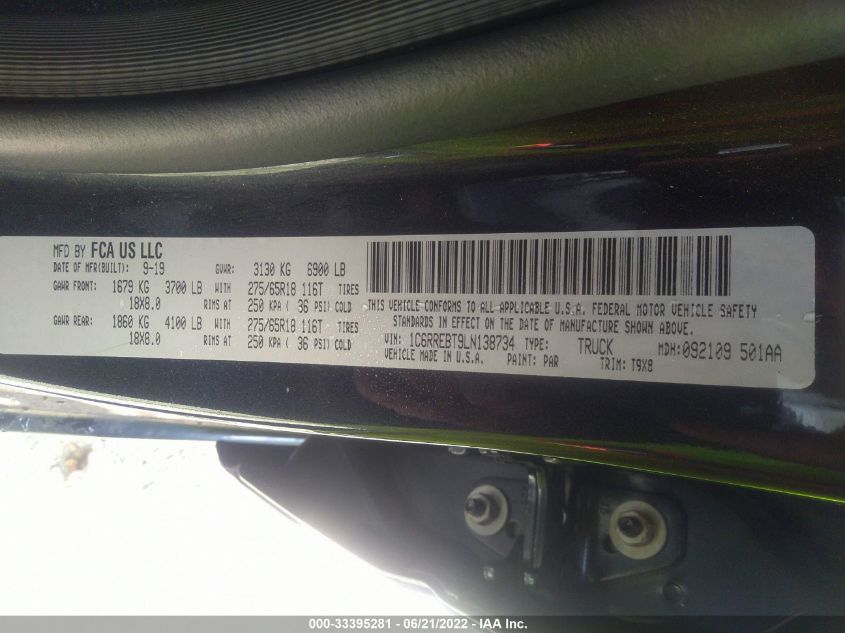 MFD BY FCA US LLC
DATE OF MFR(BUILT): 9-19 GVWR: 3130 KG 6900 LB
GAWR FRONT: 1679 KG 3700 LB WITH 275/65R18 116T TIRES
18X8.0 RIMS AT 250 KPA ( 36 PSI) COLD
GAWR REAR: 1860 KG 4100 LB WITH 275/65R18 116T TIRES
18X8.0 RIMS AT 250 KPA ( 36 PSI) COLD
THIS VEHICLE CONFORMS TO ALL APPLICABLE U.S.A. FEDERAL MOTOR VEHICLE SAFETY
STANDARDS IN EFFECT ON THE DATE OF MANUFACTURE SHOWN ABOVE.
VIN: 1C6RREBT9LN138734 TYPE: TRUCK MDH:092109 501AA
VEHICLE MADE IN U.S.A. PAINT: PAR TRIM: T9X8
000-33395281 - 06/21/2022 - IAA Inc.